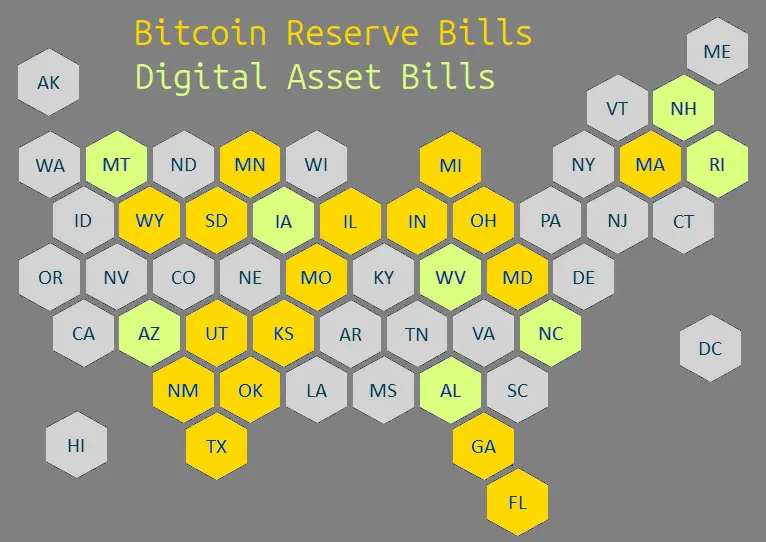 Bitcoin Reserve Bills
Digital Asset Bills
ME
AK
VT NH
WA MT ND MN WI MI NY MA RI
ID WY SD IA IL IN OH PA NJ CT
OR NV CO NE MO KY WV MD DE
CA AZ UT KS AR TN VA NC
DC
NM OK LA MS AL SC
HI TX GA
FL